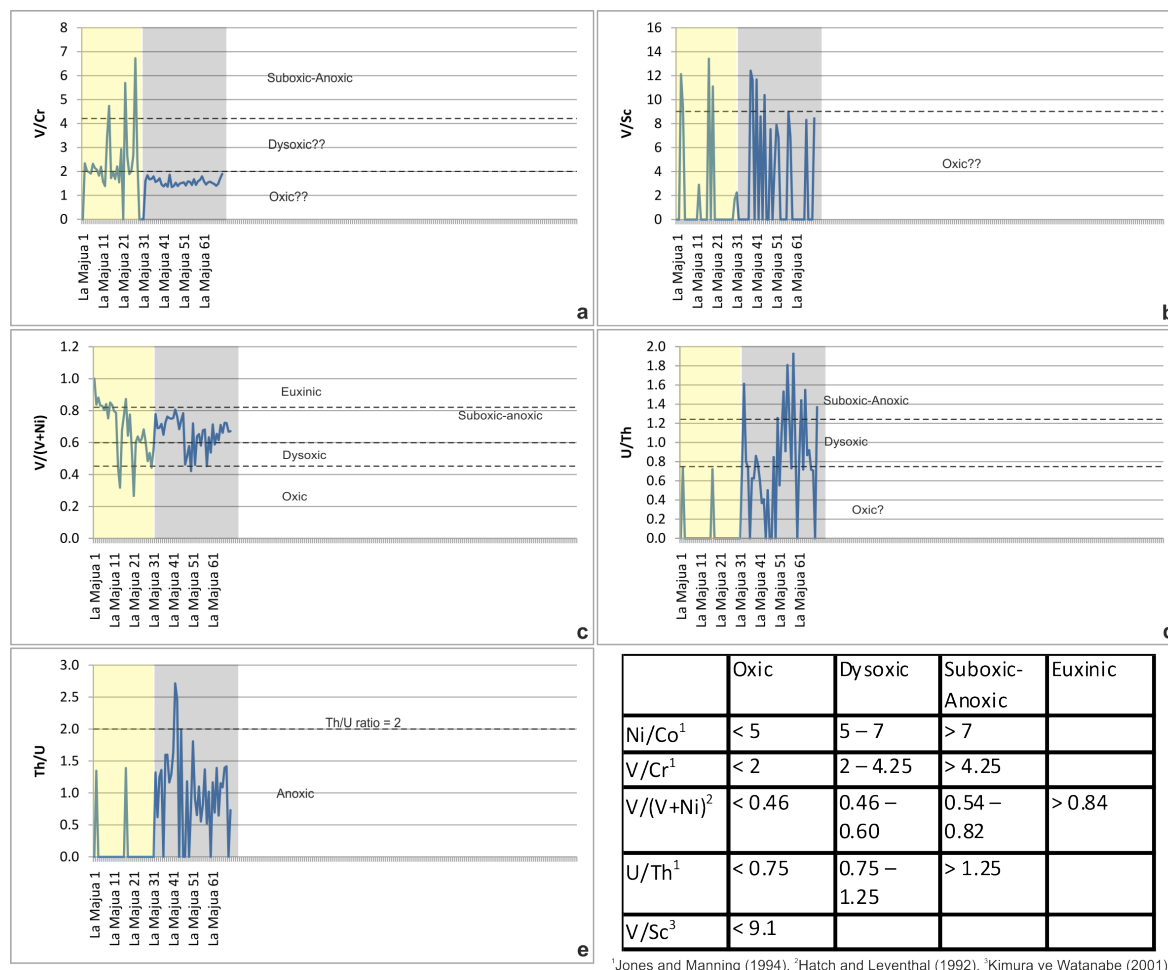 8
7
6
5
4
3
2
1
0
V/Cr
Suboxic-Anoxic
Dysoxic??
Oxic??
La Majua 1
La Majua 11
La Majua 21
La Majua 31
La Majua 41
La Majua 51
La Majua 61
a
16
14
12
10
8
6
4
2
0
V/Sc
Oxic??
La Majua 1
La Majua 11
La Majua 21
La Majua 31
La Majua 41
La Majua 51
La Majua 61
1.2
1.0
0.8
0.6
0.4
0.2
0.0
V/(V+Ni)
Euxinic
Suboxic-anoxic
Dysoxic
Oxic
La Majua 1
La Majua 11
La Majua 21
La Majua 31
La Majua 41
La Majua 51
La Majua 61
c
2.0
1.8
1.6
1.4
1.2
1.0
0.8
0.6
0.4
0.2
0.0
U/Th
Suboxic-Anoxic
Dysoxic
Oxic?
La Majua 1
La Majua 11
La Majua 21
La Majua 31
La Majua 41
La Majua 51
La Majua 61
3.0
2.5
2.0
1.5
1.0
0.5
0.0
Th/U
Th/U ratio = 2
Anoxic
La Majua 1
La Majua 11
La Majua 21
La Majua 31
La Majua 41
La Majua 51
La Majua 61
e
Oxic Dysoxic Suboxic-Anoxic Euxinic
Ni/Co¹ < 5 5 – 7 > 7
V/Cr¹ < 2 2 – 4.25 > 4.25
V/(V+Ni)² < 0.46 0.46 – 0.60 0.54 – 0.82 > 0.84
U/Th¹ < 0.75 0.75 – 1.25 > 1.25
V/Sc³ < 9.1
¹Jones and Manning (1994), ²Hatch and Leventhal (1992), ³Kimura ve Watanabe (2001)